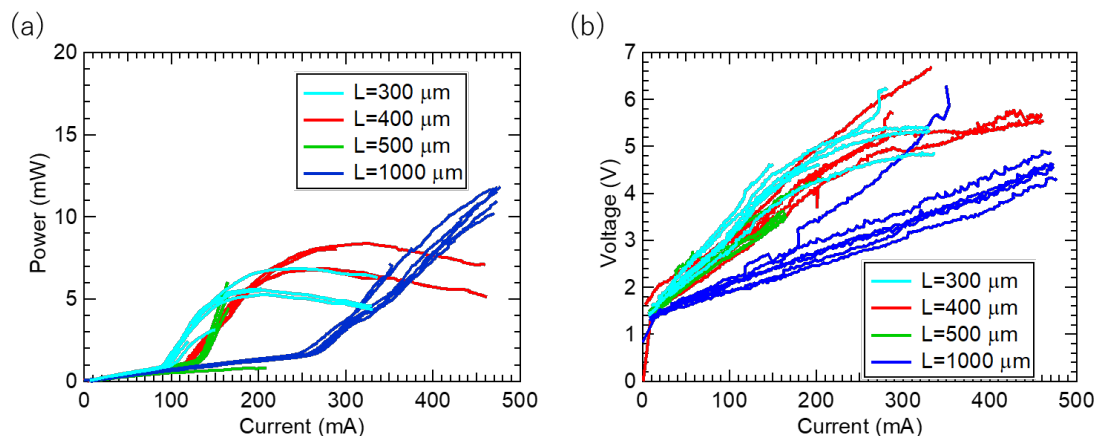 (a)
20
15
10
5
0
Power (mW)
L=300 μm
L=400 μm
L=500 μm
L=1000 μm
0 100 200 300 400 500
Current (mA)
(b)
7
6
5
4
3
2
1
0
Voltage (V)
L=300 μm
L=400 μm
L=500 μm
L=1000 μm
0 100 200 300 400 500
Current (mA)